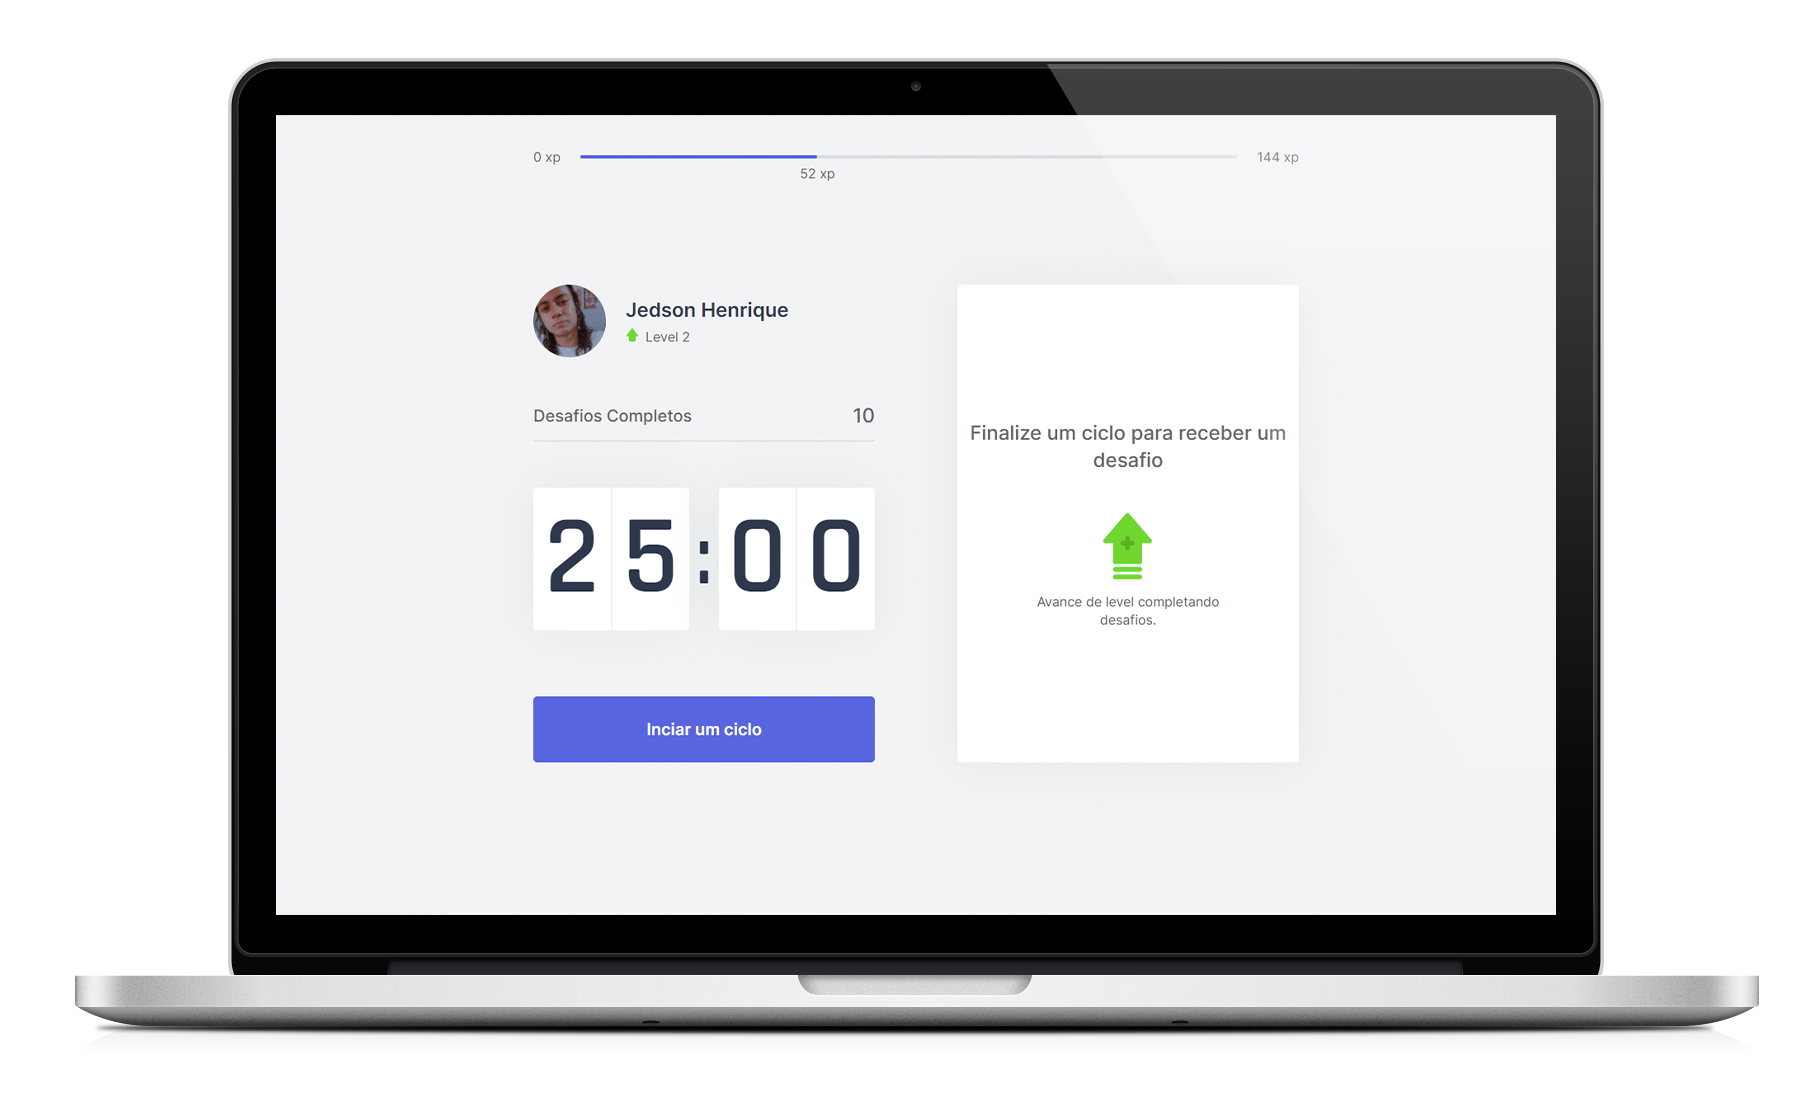 0 xp
144 xp
52 xp
Jedson Henrique
Level 2
Desafios Completos
10
25:00
Inciar um ciclo
Finalize um ciclo para receber um
desafio
Avance de level completando
desafios.